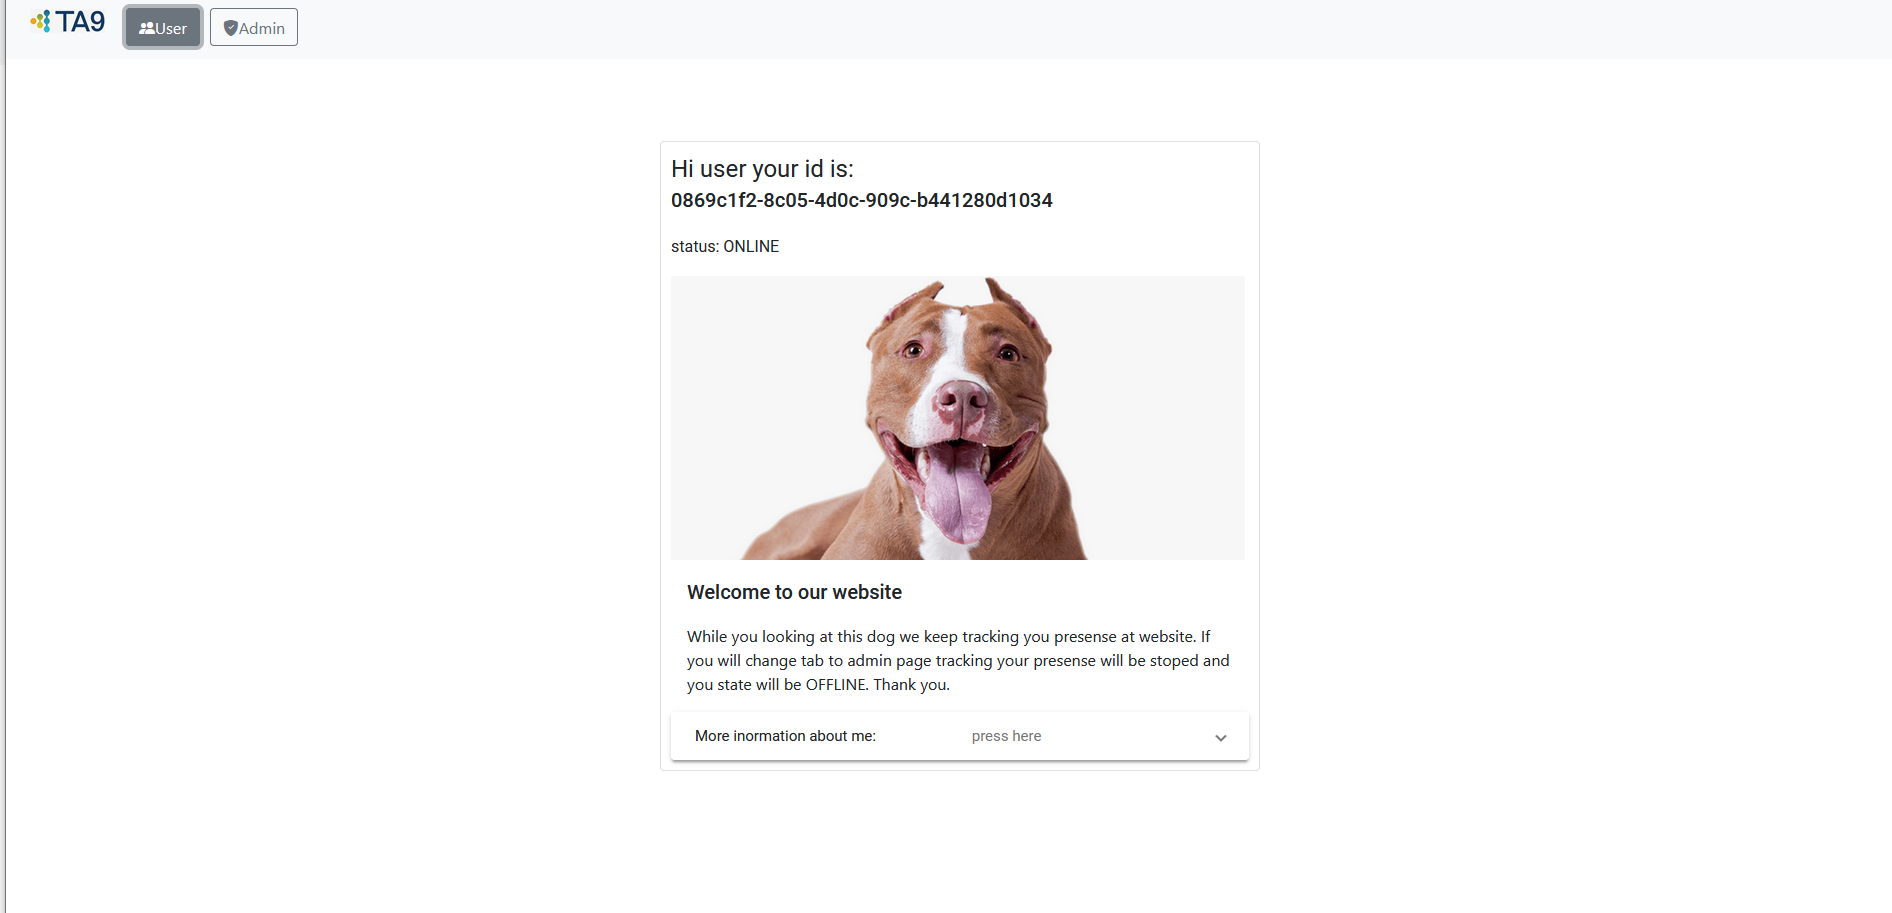 TA9
User
Admin
Hi user your id is:
0869c1f2-8c05-4d0c-909c-b441280d1034
status: ONLINE
Welcome to our website
While you looking at this dog we keep tracking you presense at website. If
you will change tab to admin page tracking your presense will be stoped and
you state will be OFFLINE. Thank you.
More inormation about me: press here